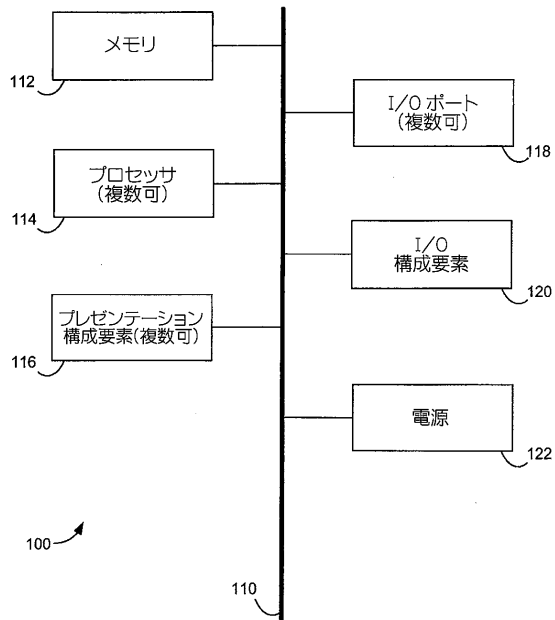 メモリ
112
I/O ポート
(複数可)
118
プロセッサ
(複数可)
114
I/O
構成要素
120
プレゼンテーション
構成要素(複数可)
116
電源
122
100
110